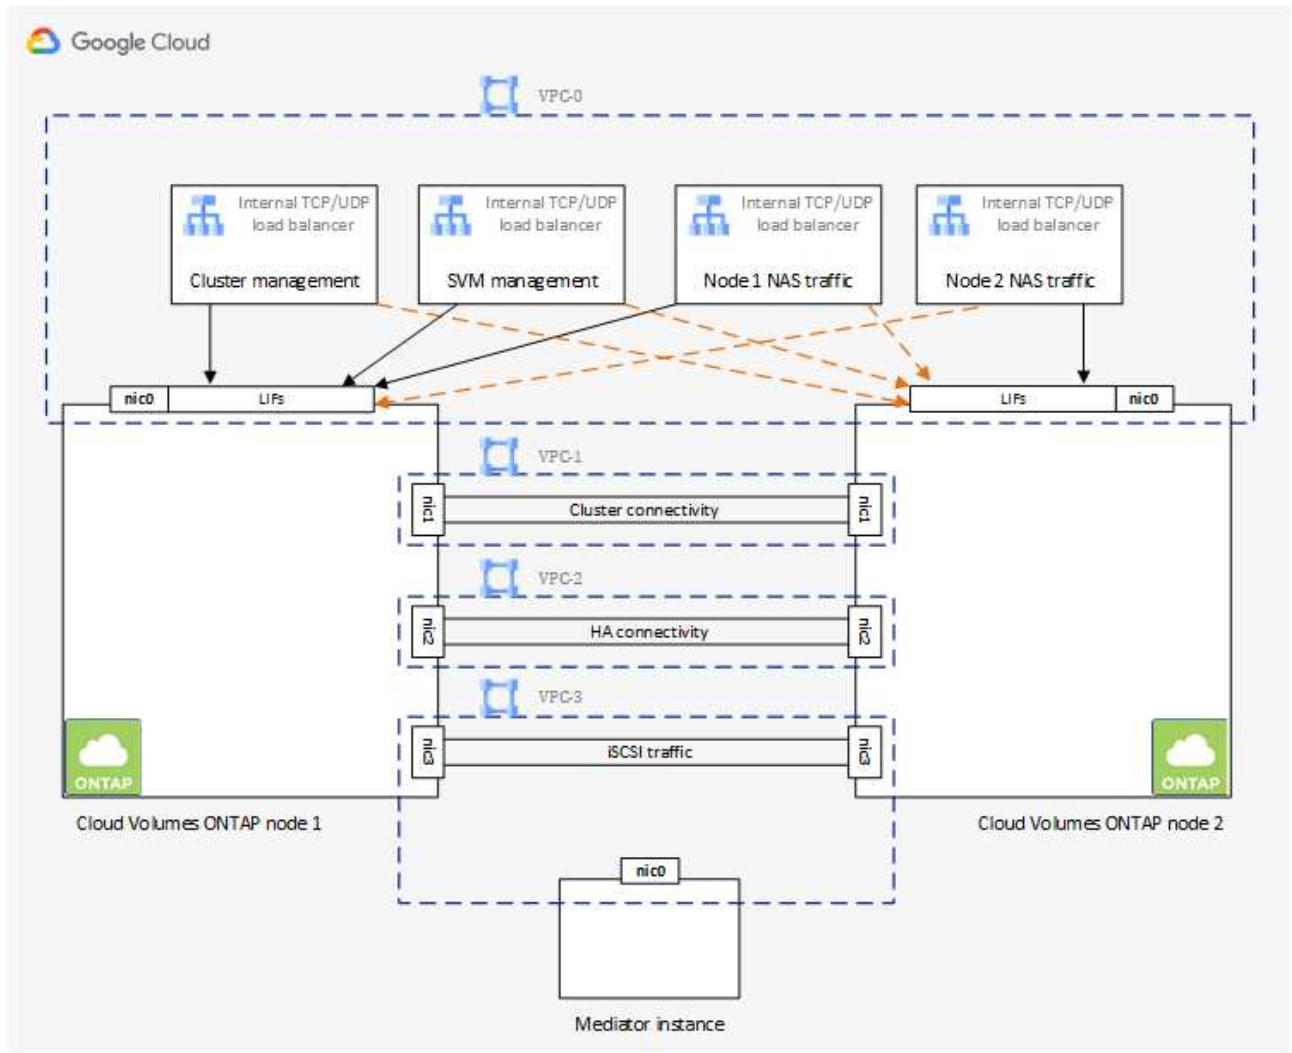 Google Cloud
VPC-0
Internal TCP/UDP
load balancer
Cluster management
Internal TCP/UDP
load balancer
SVM management
Internal TCP/UDP
load balancer
Node 1 NAS traffic
Internal TCP/UDP
load balancer
Node 2 NAS traffic
nic0
LIFs
LIFs
nic0
VPC-1
nic1
Cluster connectivity
nic1
VPC-2
nic2
HA connectivity
nic2
VPC-3
nic3
iSCSI traffic
nic3
ONTAP
ONTAP
Cloud Volumes ONTAP node 1
Cloud Volumes ONTAP node 2
nic0
Mediator instance